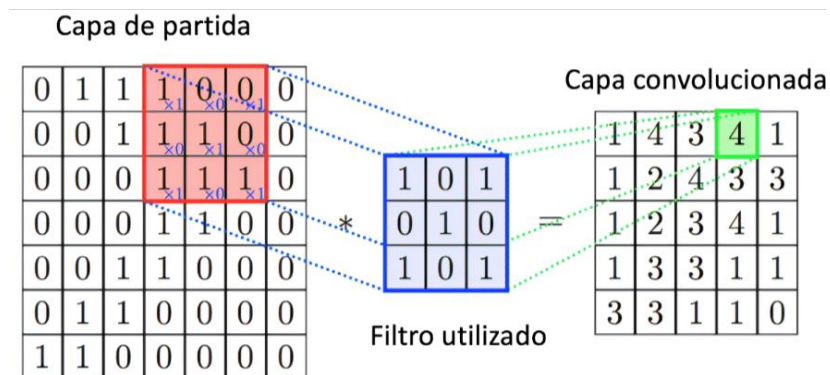 Capa de partida
Capa convolucionada
0 1 1 1 0 0 0
×1 ×0 ×1
0 0 1 1 1 0 0
×0 ×1 ×0
0 0 0 1 1 1 0
×1 ×0 ×1
0 0 0 1 1 0 0
0 0 1 1 0 0 0
0 1 1 0 0 0 0
1 1 0 0 0 0 0
*
1 0 1
0 1 0
1 0 1
Filtro utilizado
=
1 4 3 4 1
1 2 4 3 3
1 2 3 4 1
1 3 3 1 1
3 3 1 1 0